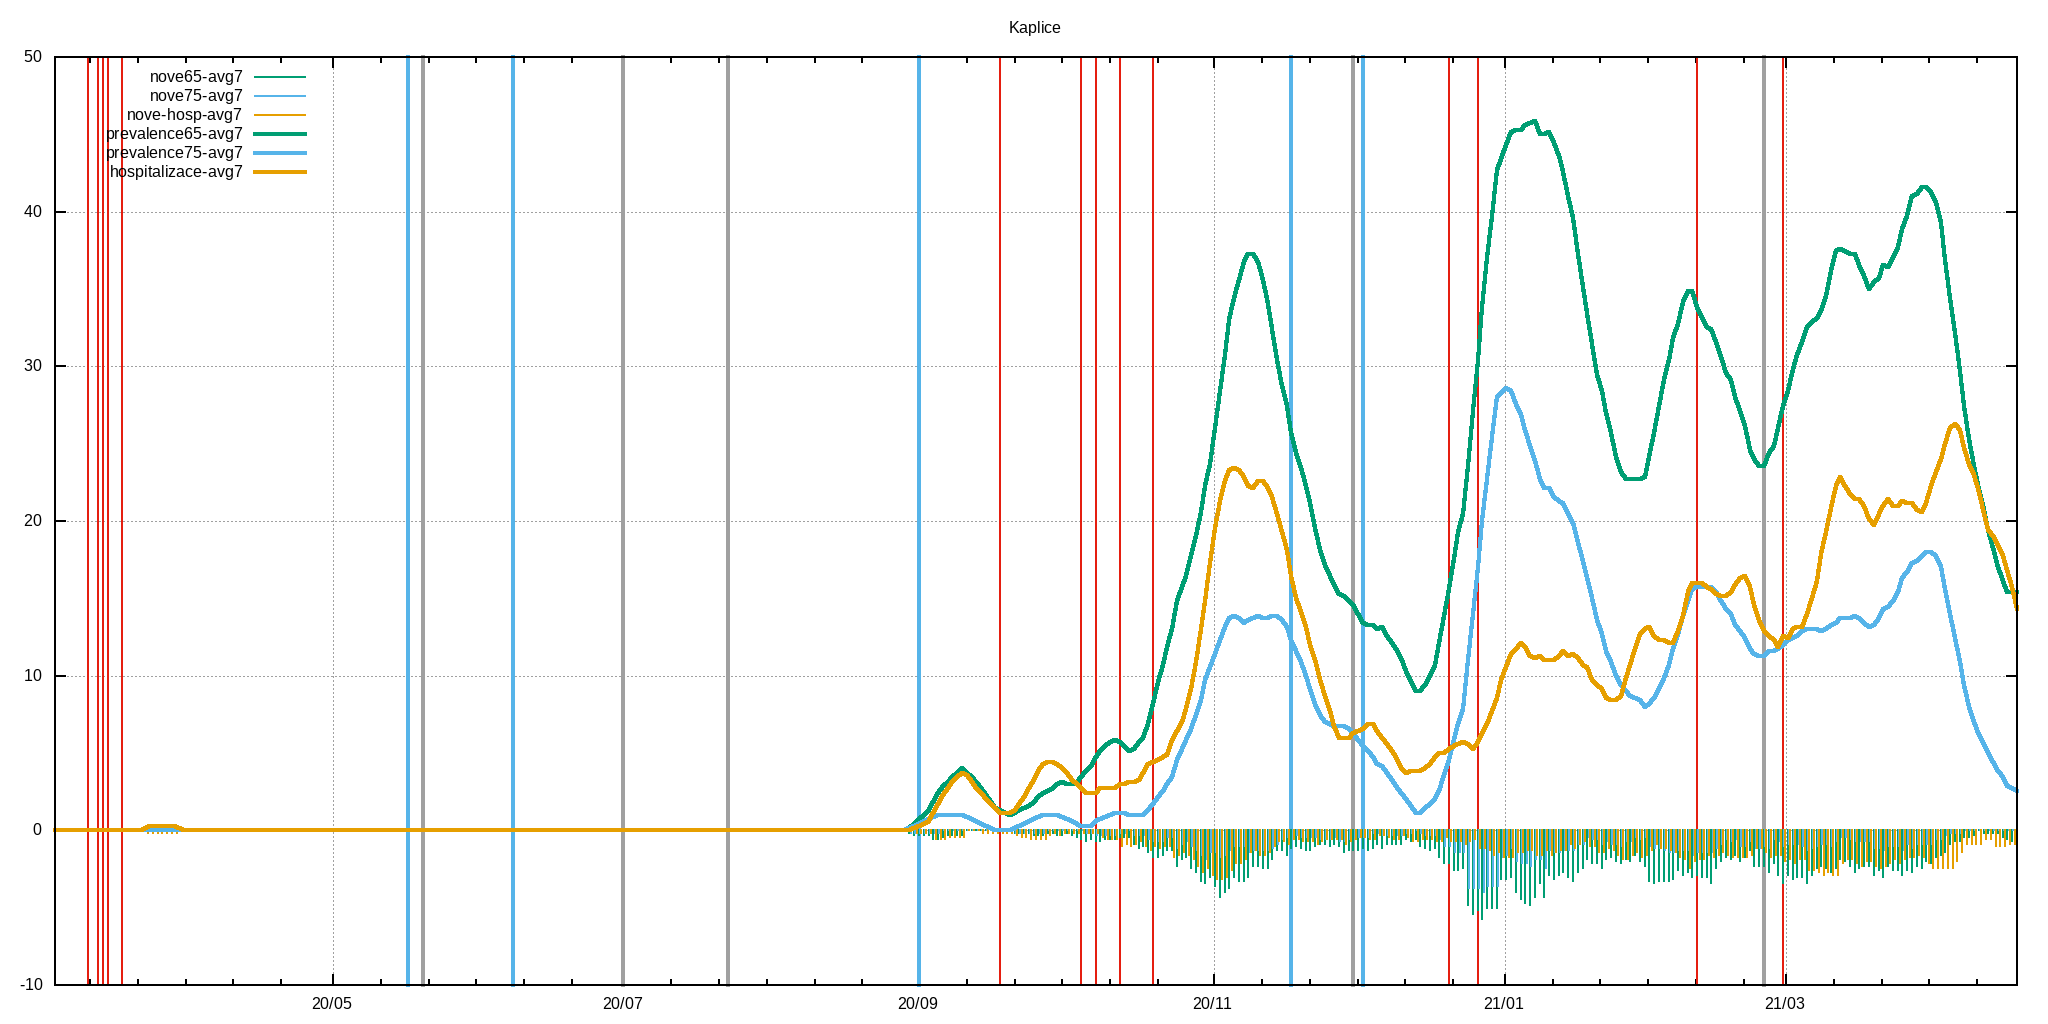 Kaplice
50
nove65-avg7
nove75-avg7
nove-hosp-avg7
prevalence65-avg7
prevalence75-avg7
hospitalizace-avg7
40
30
20
10
0
-10
20/05 20/07 20/09 20/11 21/01 21/03